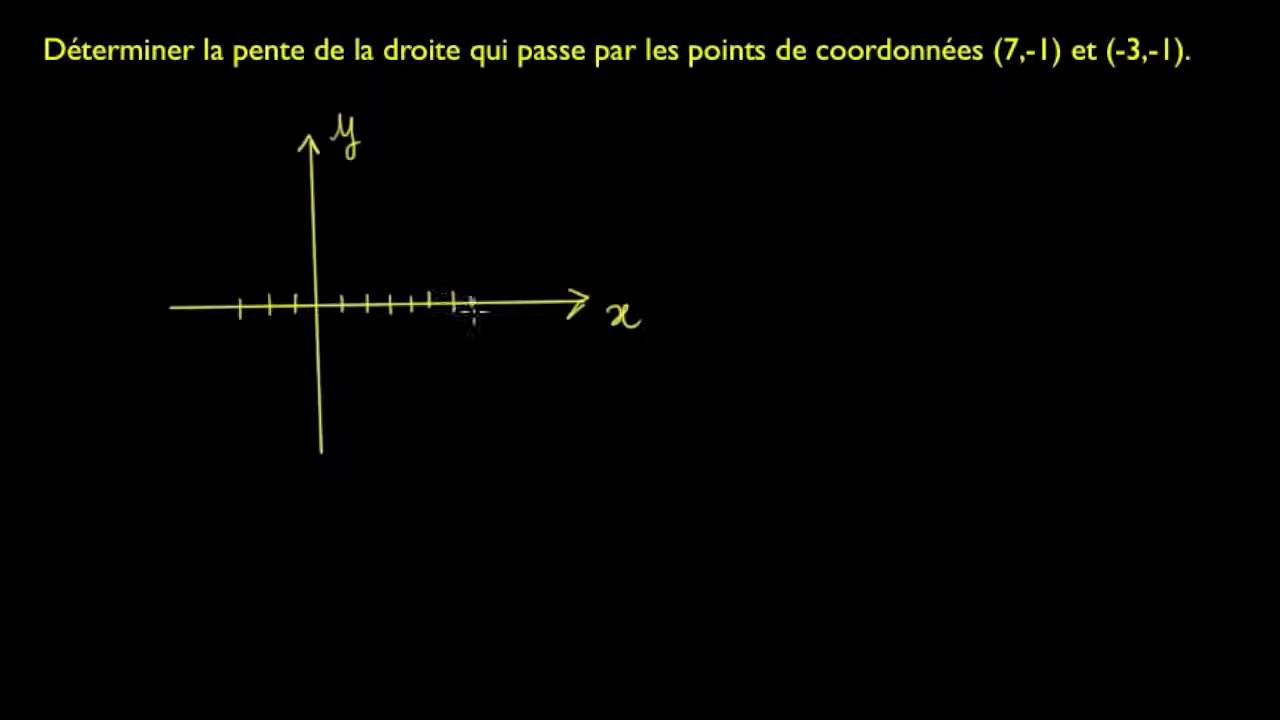 Déterminer la pente de la droite qui passe par les points de coordonnées (7,-1) et (-3,-1).
y
x